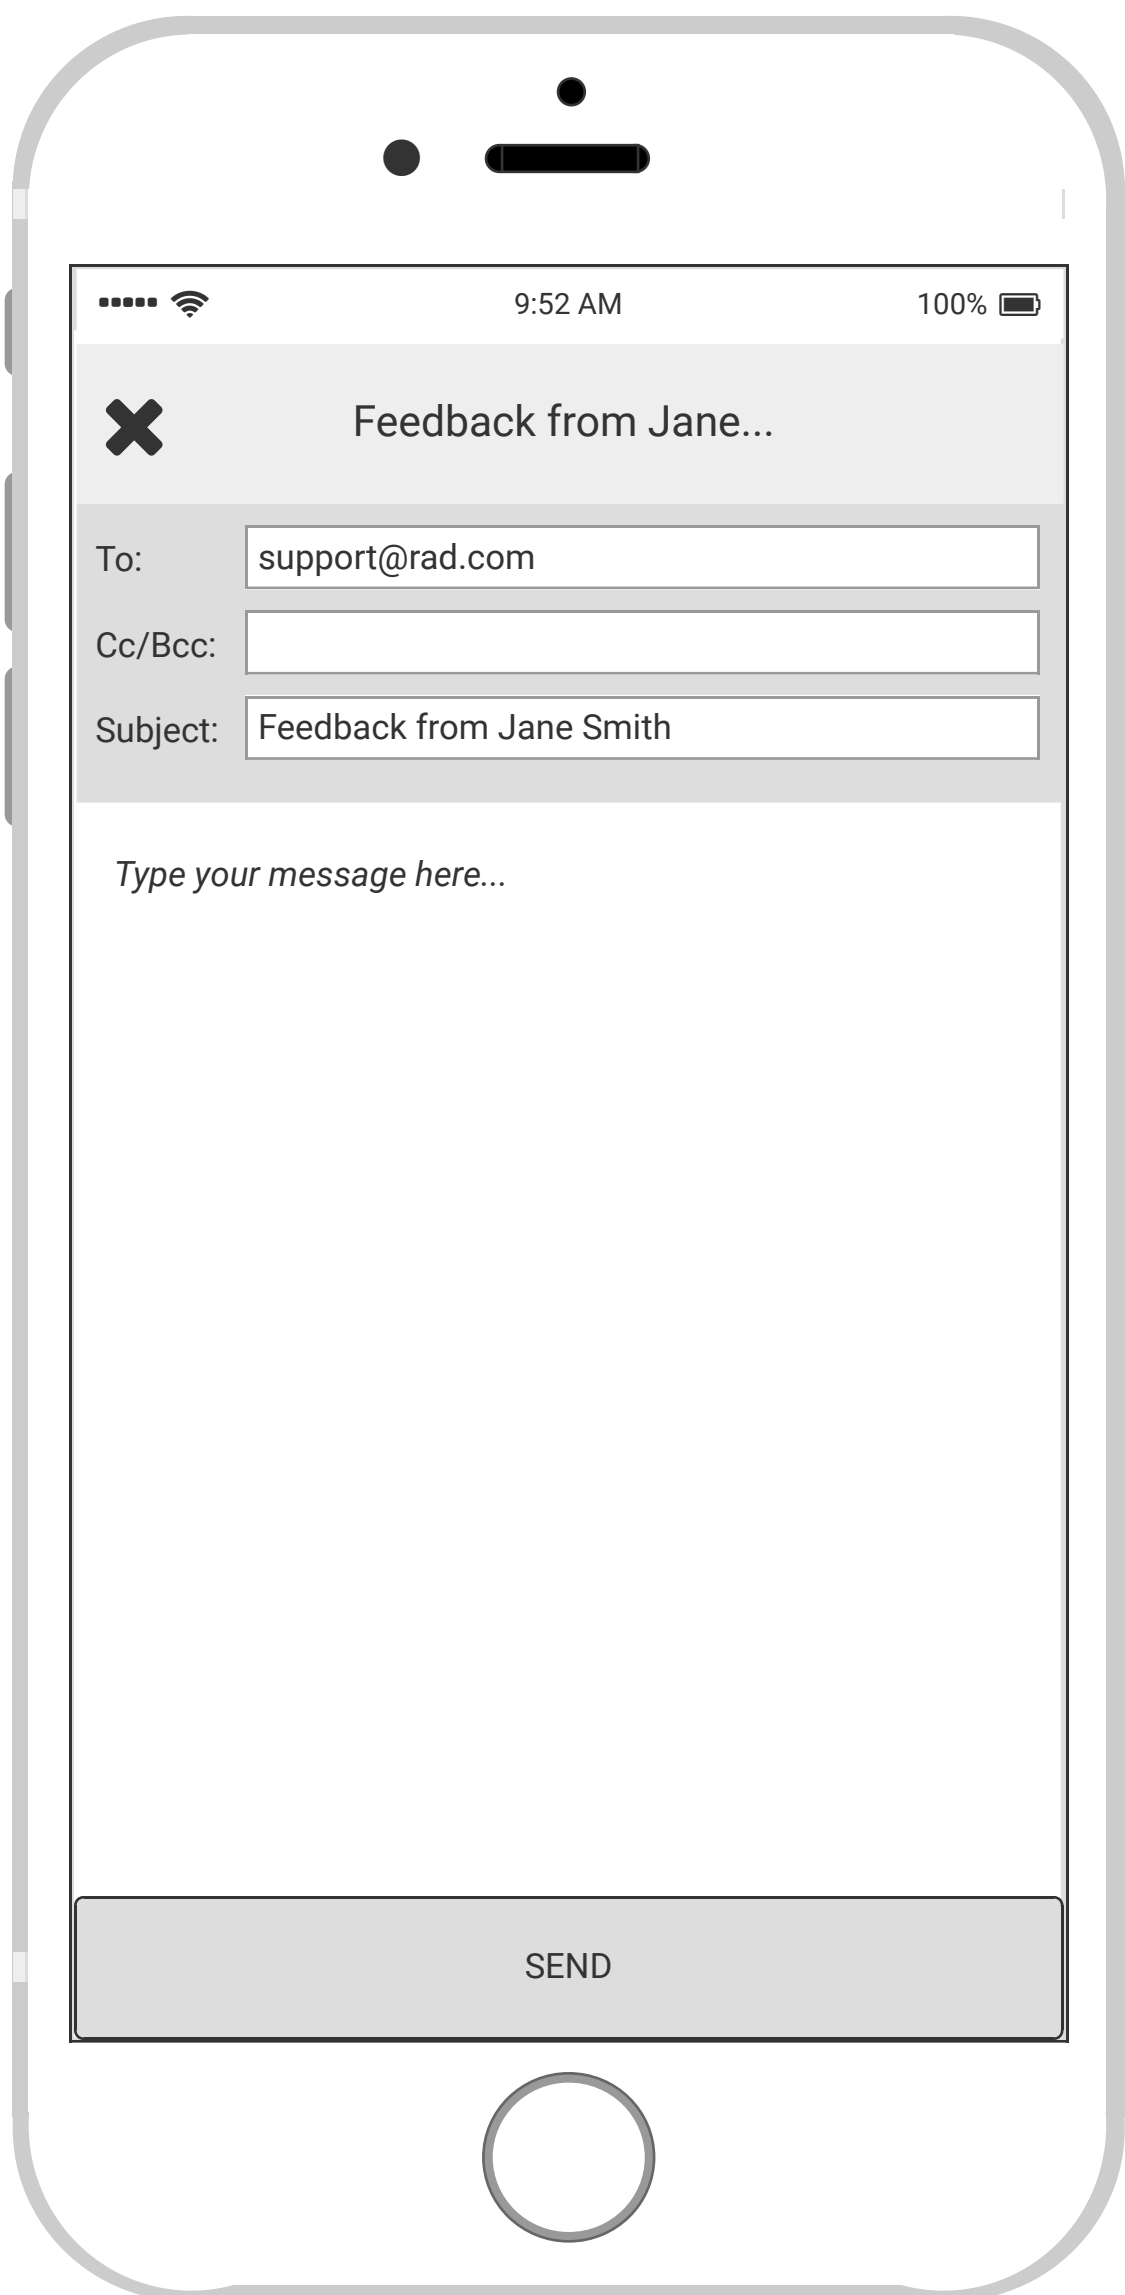 9:52 AM 100%
Feedback from Jane...
To: support@rad.com
Cc/Bcc:
Subject: Feedback from Jane Smith
Type your message here...
SEND